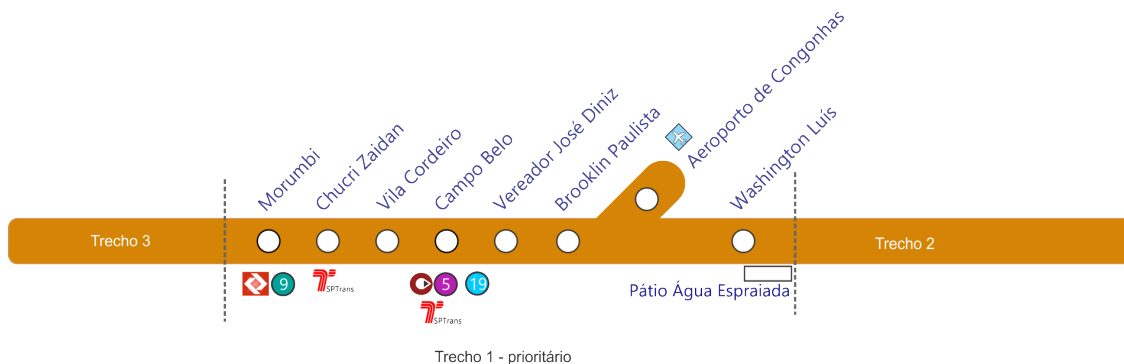 Morumbi
Chucri Zaidan
Vila Cordeiro
Campo Belo
Vereador José Diniz
Brooklin Paulista
Aeroporto de Congonhas
Washington Luís
Trecho 3
Trecho 2
9
SPTrans
5
19
SPTrans
Pátio Água Espraiada
Trecho 1 - prioritário